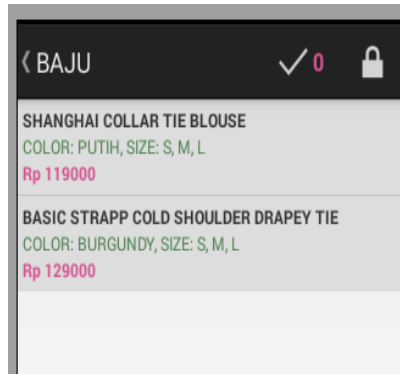 BAJU 0
SHANGHAI COLLAR TIE BLOUSE
COLOR: PUTIH, SIZE: S, M, L
Rp 119000
BASIC STRAPP COLD SHOULDER DRAPEY TIE
COLOR: BURGUNDY, SIZE: S, M, L
Rp 129000